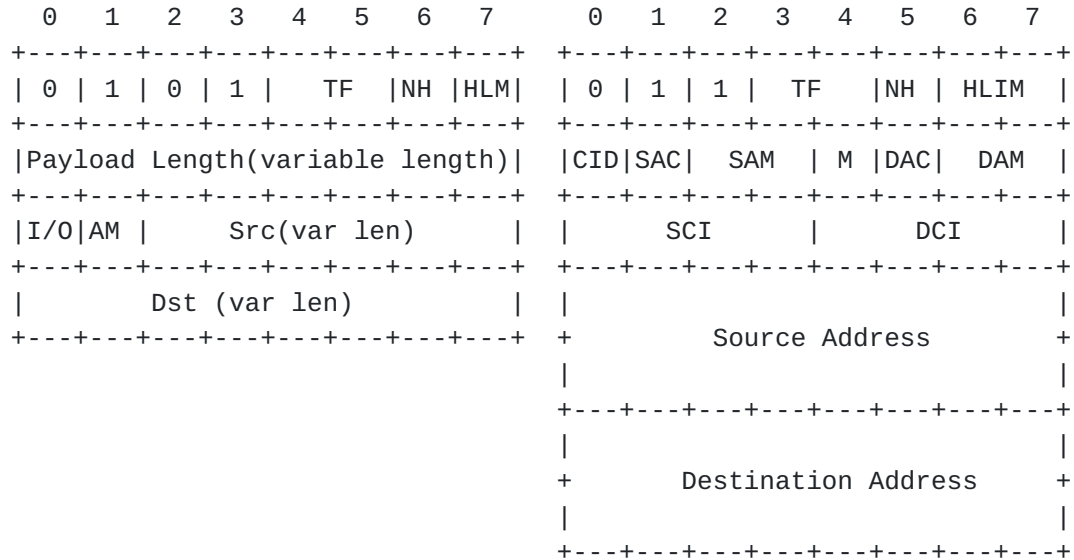 0   1   2   3   4   5   6   7      0   1   2   3   4   5   6   7
+---+---+---+---+---+---+---+---+  +---+---+---+---+---+---+---+---+
| 0 | 1 | 0 | 1 |   TF  |NH |HLM|  | 0 | 1 | 1 |  TF   |NH | HLIM  |
+---+---+---+---+---+---+---+---+  +---+---+---+---+---+---+---+---+
|Payload Length(variable length)|  |CID|SAC|  SAM  | M |DAC|  DAM  |
+---+---+---+---+---+---+---+---+  +---+---+---+---+---+---+---+---+
|I/O|AM |     Src(var len)      |  |      SCI      |      DCI      |
+---+---+---+---+---+---+---+---+  +---+---+---+---+---+---+---+---+
|        Dst (var len)          |  |                               |
+---+---+---+---+---+---+---+---+  +         Source Address        +
                                   |                               |
                                   +---+---+---+---+---+---+---+---+
                                   |                               |
                                   +       Destination Address     +
                                   |                               |
                                   +---+---+---+---+---+---+---+---+